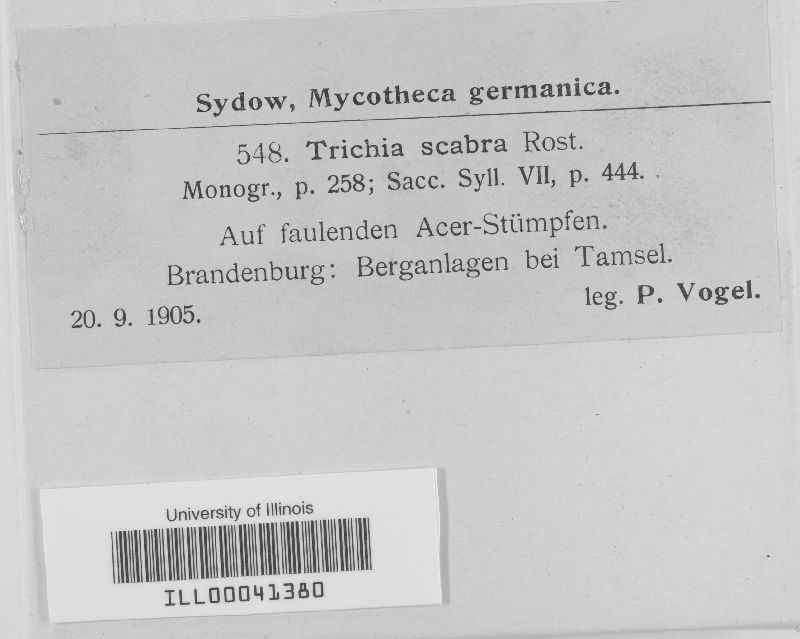 Sydow, Mycotheca germanica.
548. Trichia scabra Rost.
Monogr., p. 258; Sacc. Syll. VII, p. 444.
Auf faulenden Acer-Stümpfen.
Brandenburg: Berganlagen bei Tamsel.
20. 9. 1905.
leg. P. Vogel.
University of Illinois
ILL00041380